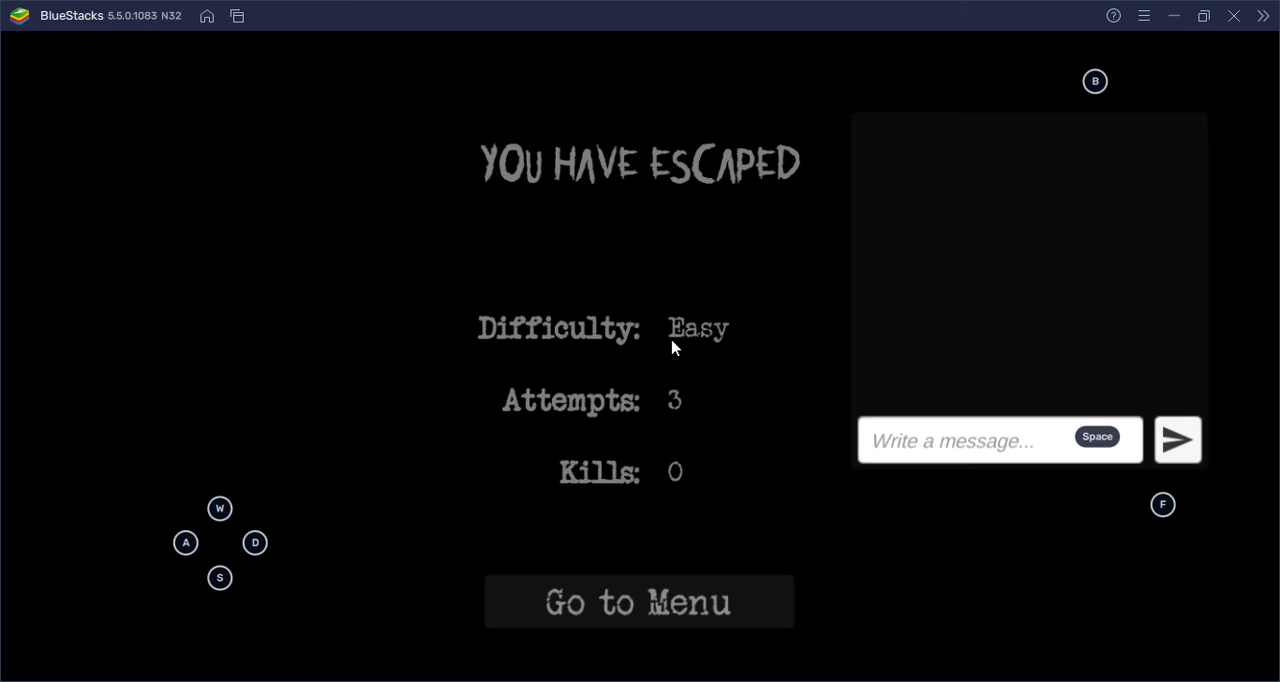 BlueStacks 5.5.0.1083 N32
B
YOU HAVE ESCAPED
Difficulty: Easy
Attempts: 3
Write a message... Space
Kills: 0
W
F
A D
S
Go to Menu